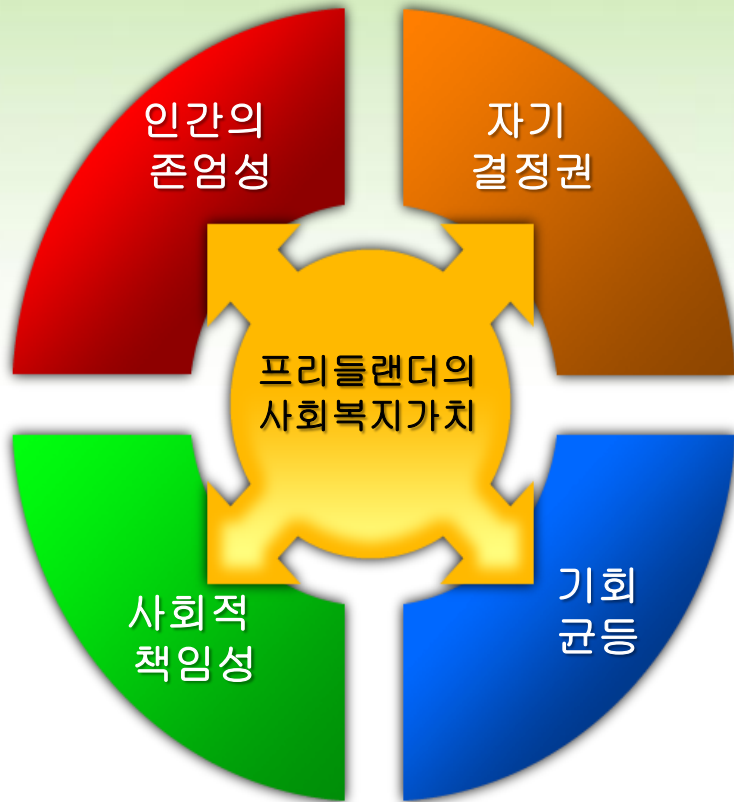 인간의
존엄성
자기
결정권
프리들랜더의
사회복지가치
사회적
책임성
기회
균등